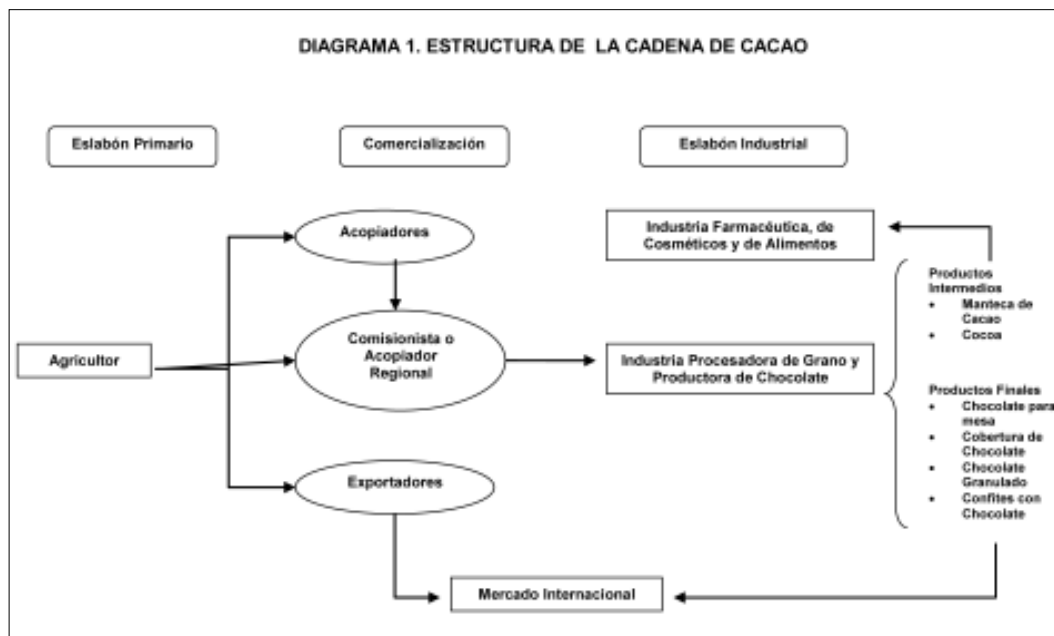 DIAGRAMA 1. ESTRUCTURA DE LA CADENA DE CACAO
Eslabón Primario
Comercialización
Eslabón Industrial
Acopiadores
Industria Farmacéutica, de
Cosméticos y de Alimentos
Productos
Intermedios
• Manteca de
Cacao
• Cocoa
Agricultor
Comisionista o
Acopiador
Regional
Industria Procesadora de Grano y
Productora de Chocolate
Productos Finales
• Chocolate para
mesa
• Cobertura de
Chocolate
• Chocolate
Granulado
• Confites con
Chocolate
Exportadores
Mercado Internacional